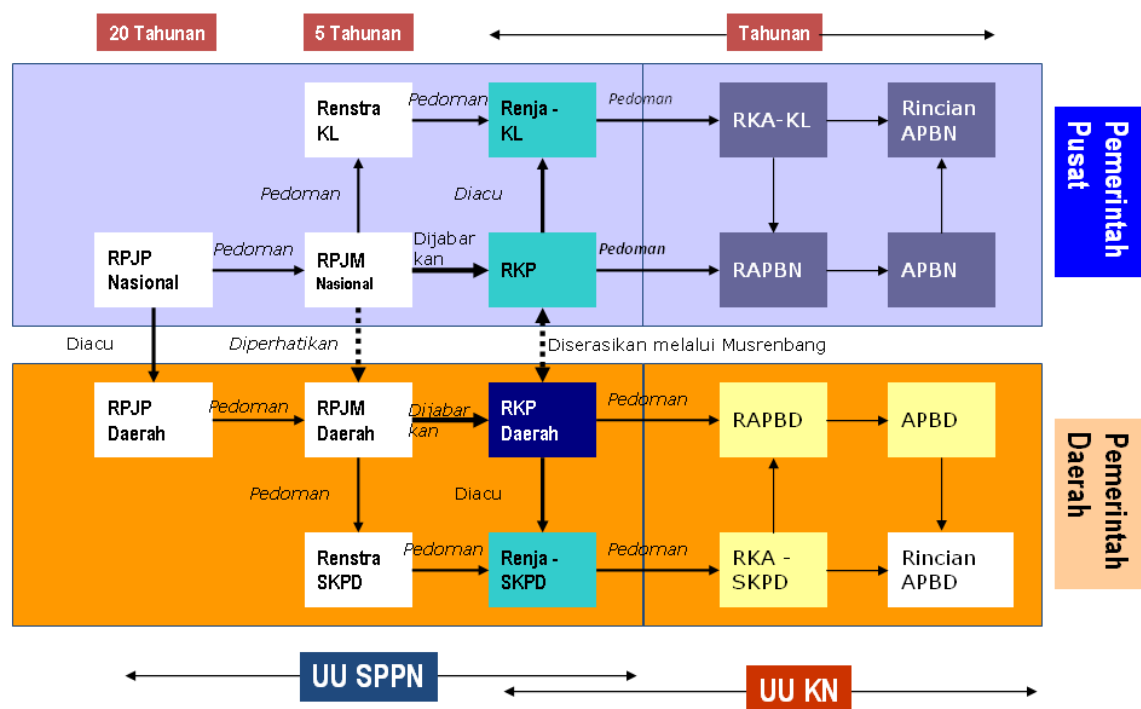 20 Tahunan
5 Tahunan
Tahunan
Renstra
KL
Pedoman
Renja -
KL
Pedoman
RKA-KL
Rincian
APBN
Pedoman
Diacu
RPJP
Nasional
Pedoman
RPJM
Nasional
Dijabar
kan
RKP
Pedoman
RAPBN
APBN
Pemerintah
Pusat
Diacu
Diperhatikan
Diserasikan melalui Musrenbang
RPJP
Daerah
Pedoman
RPJM
Daerah
Dijabar
kan
RKP
Daerah
Pedoman
RAPBD
APBD
Pedoman
Diacu
Renstra
SKPD
Pedoman
Renja -
SKPD
Pedoman
RKA -
SKPD
Rincian
APBD
Pemerintah
Daerah
UU SPPN
UU KN